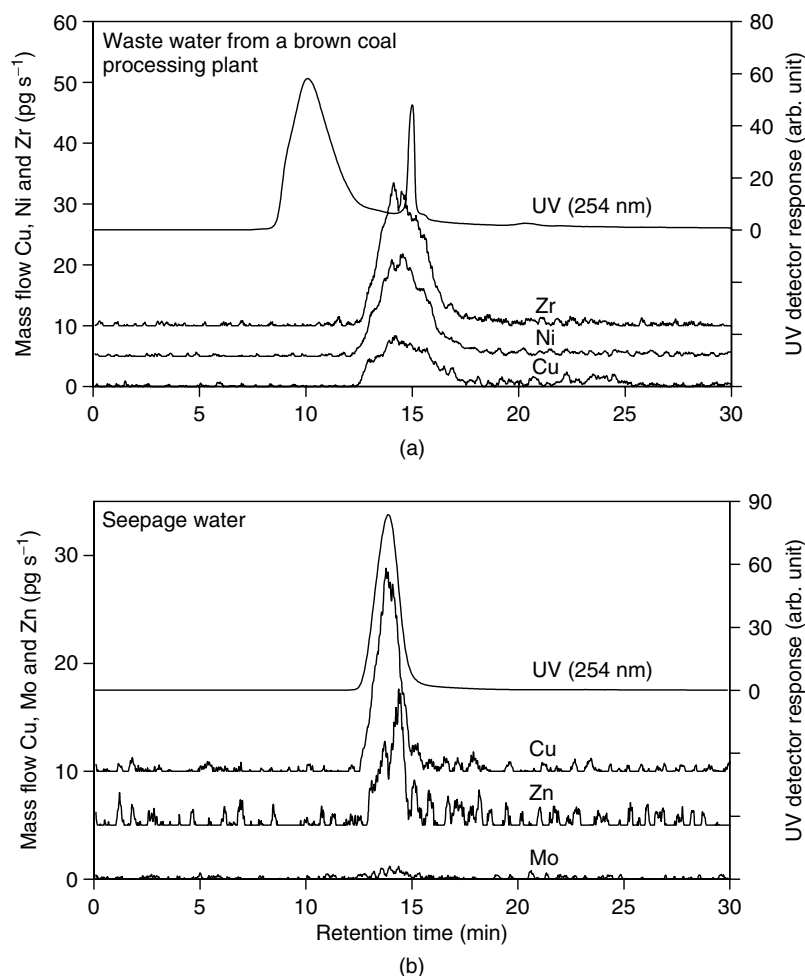 Waste water from a brown coal
processing plant
Mass flow Cu, Ni and Zr (pg s⁻¹)
60
50
40
30
20
10
0
UV (254 nm)
Zr
Ni
Cu
80
60
40
20
0
UV detector response (arb. unit)
0 5 10 15 20 25 30
(a)
Seepage water
Mass flow Cu, Mo and Zn (pg s⁻¹)
30
20
10
0
UV (254 nm)
Cu
Zn
Mo
90
60
30
0
UV detector response (arb. unit)
0 5 10 15 20 25 30
Retention time (min)
(b)